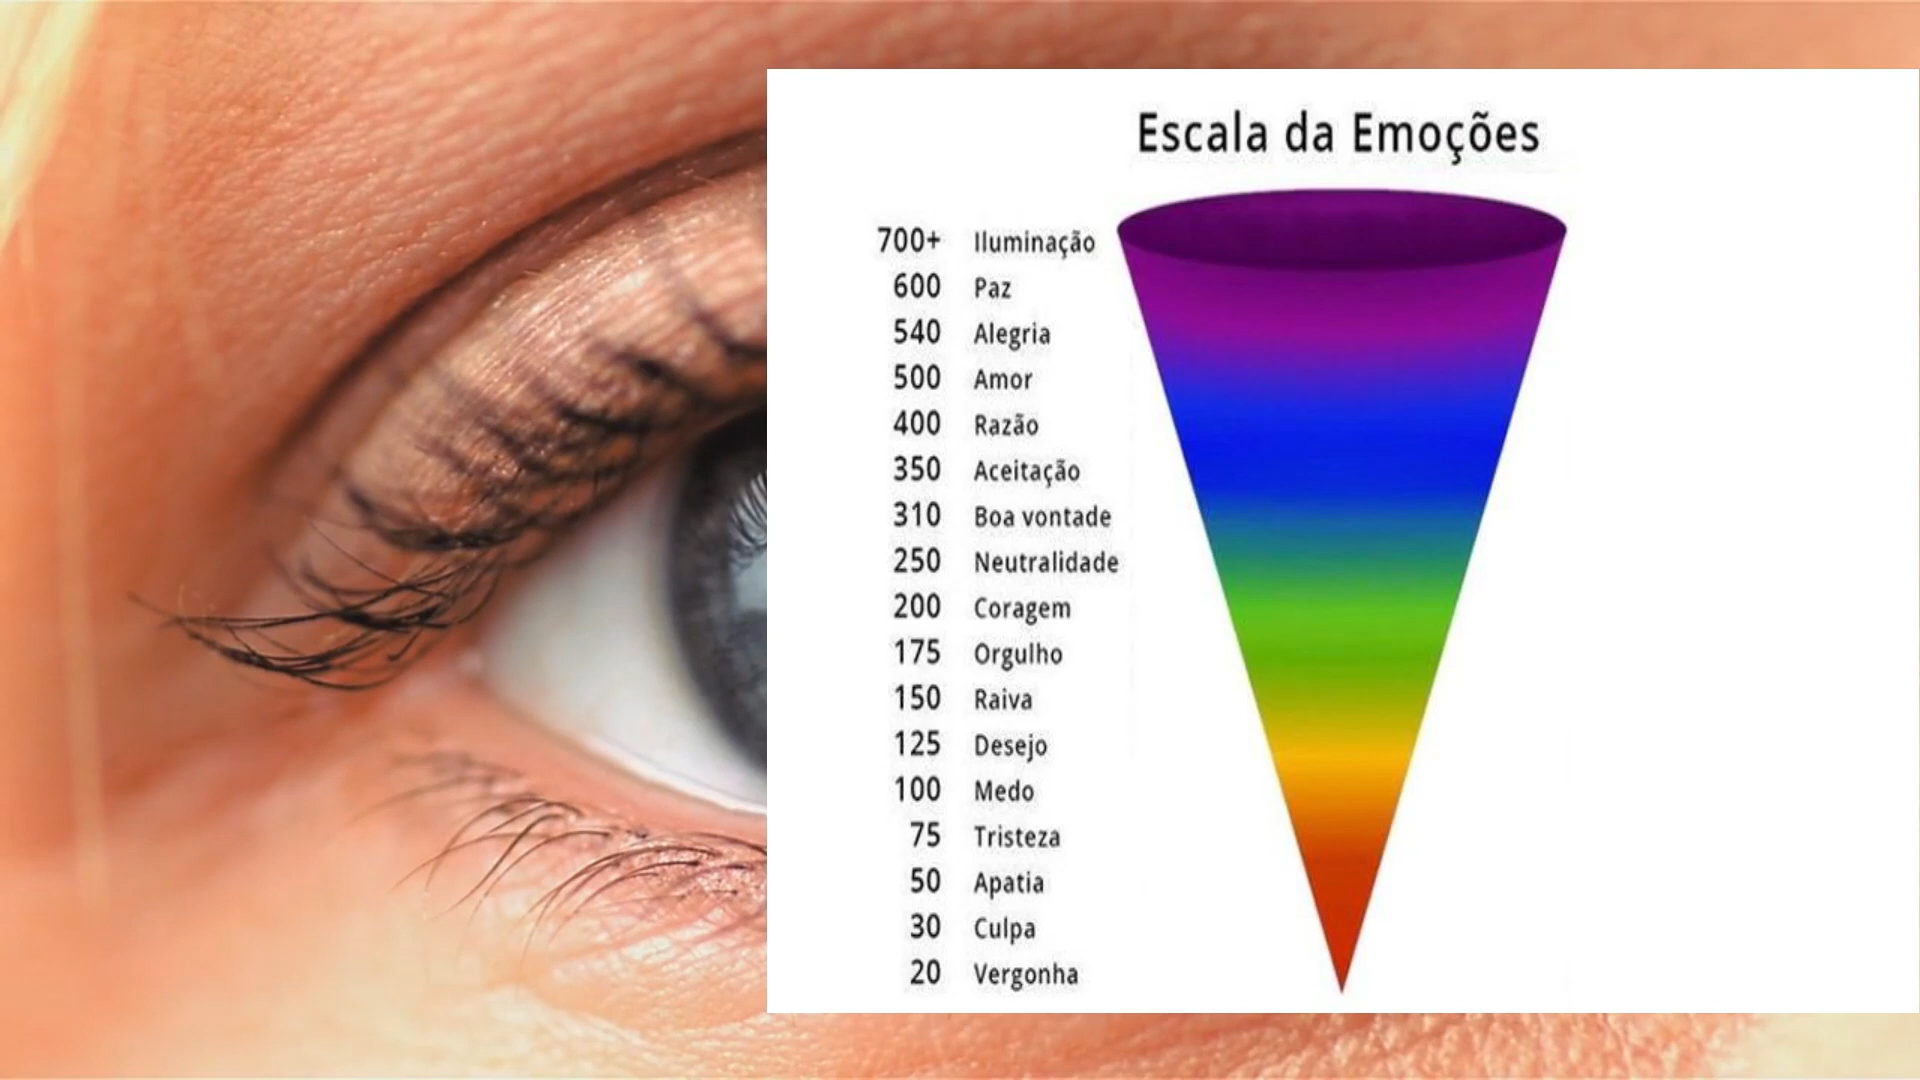 Escala da Emoções
700+ Iluminação
600 Paz
540 Alegria
500 Amor
400 Razão
350 Aceitação
310 Boa vontade
250 Neutralidade
200 Coragem
175 Orgulho
150 Raiva
125 Desejo
100 Medo
75 Tristeza
50 Apatia
30 Culpa
20 Vergonha